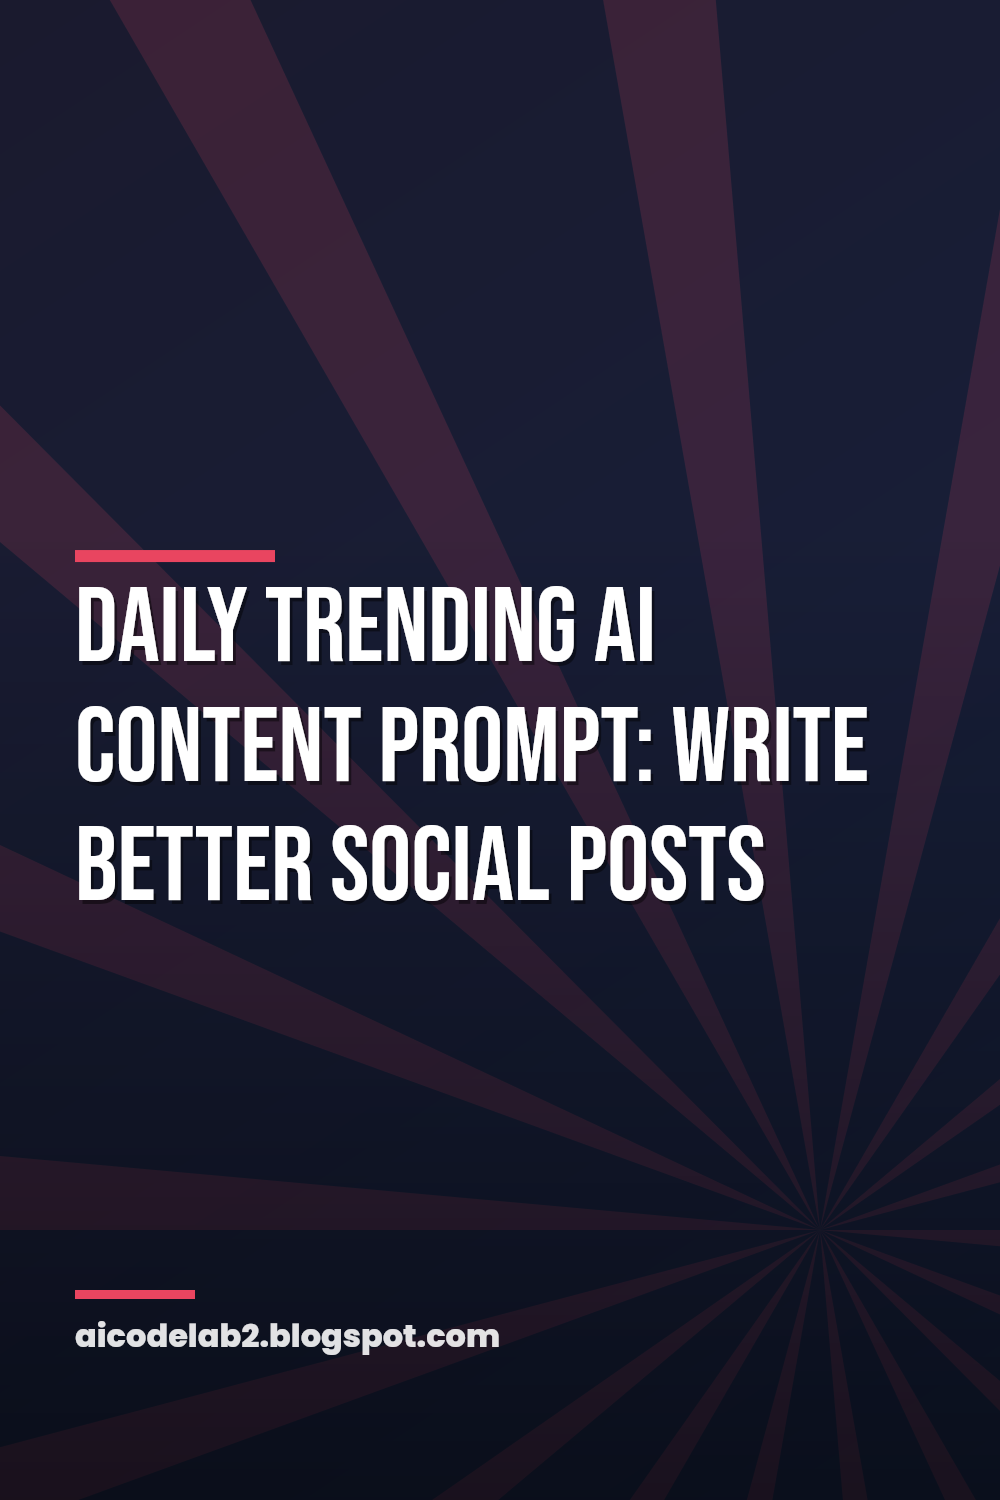 DAILY TRENDING AI
CONTENT PROMPT: WRITE
BETTER SOCIAL POSTS
aicodelab2.blogspot.com